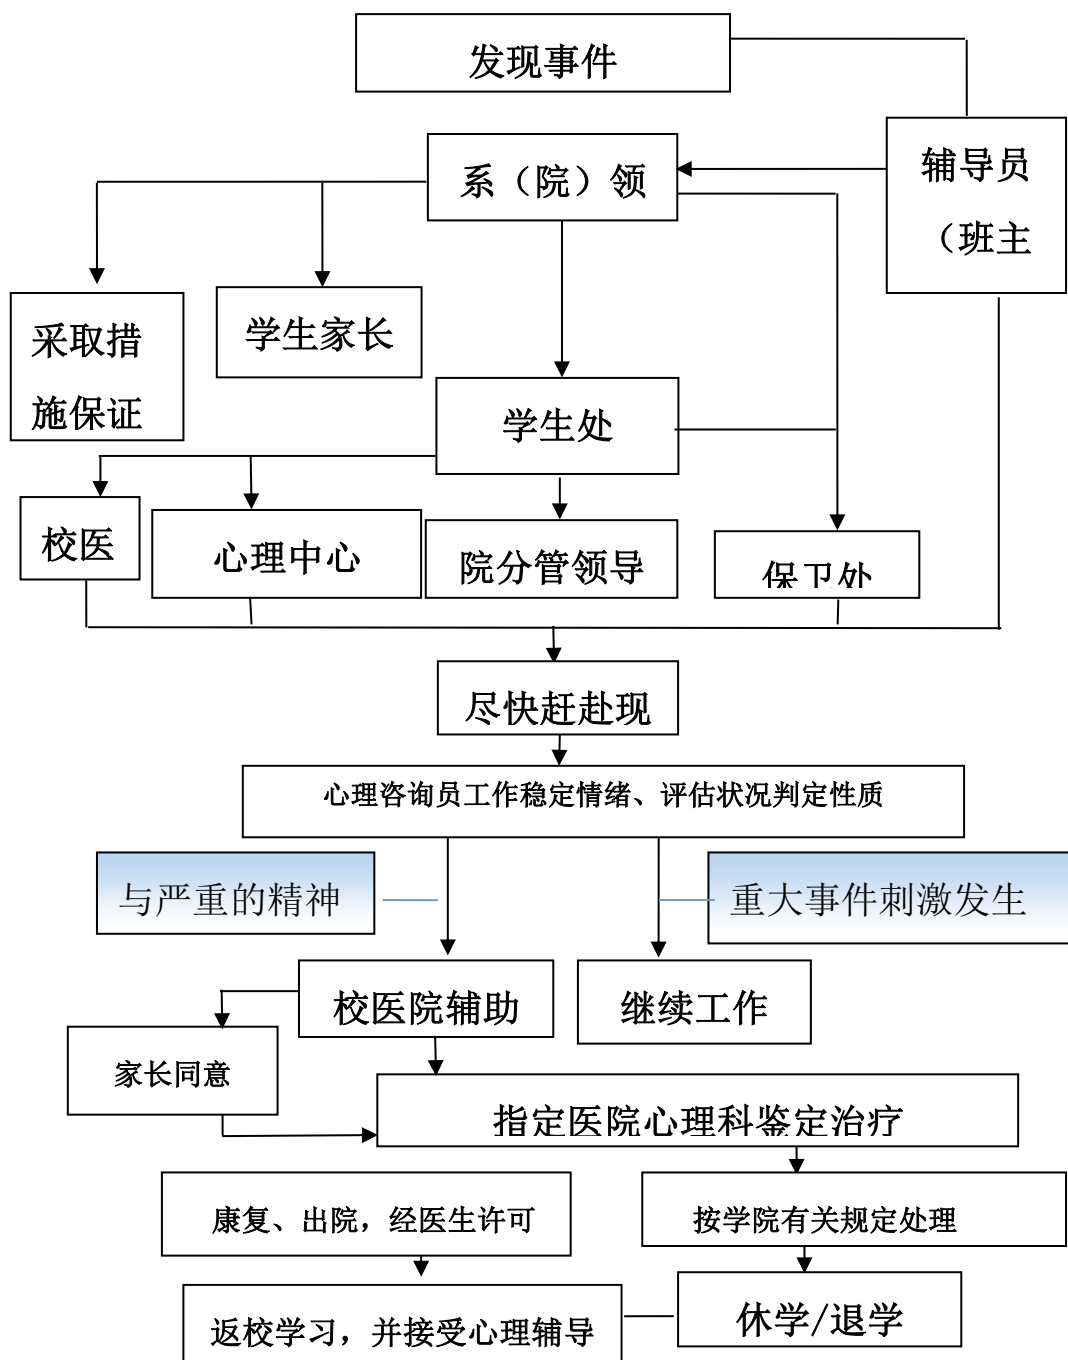 发现事件
辅导员
（班主
系（院）领
采取措
施保证
学生家长
学生处
校医
心理中心
院分管领导
保卫处
尽快赶赴现
心理咨询员工作稳定情绪、评估状况判定性质
与严重的精神
重大事件刺激发生
校医院辅助
继续工作
家长同意
指定医院心理科鉴定治疗
康复、出院，经医生许可
按学院有关规定处理
返校学习，并接受心理辅导
休学/退学